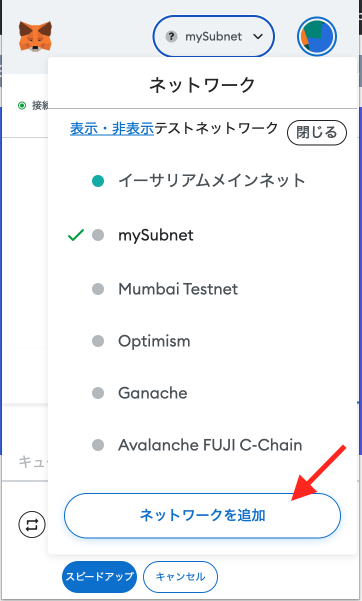 mySubnet
ネットワーク
接続
表示・非表示テストネットワーク 閉じる
イーサリアムメインネット
mySubnet
Mumbai Testnet
Optimism
Ganache
Avalanche FUJI C-Chain
キュー
ネットワークを追加
スピードアップ キャンセル